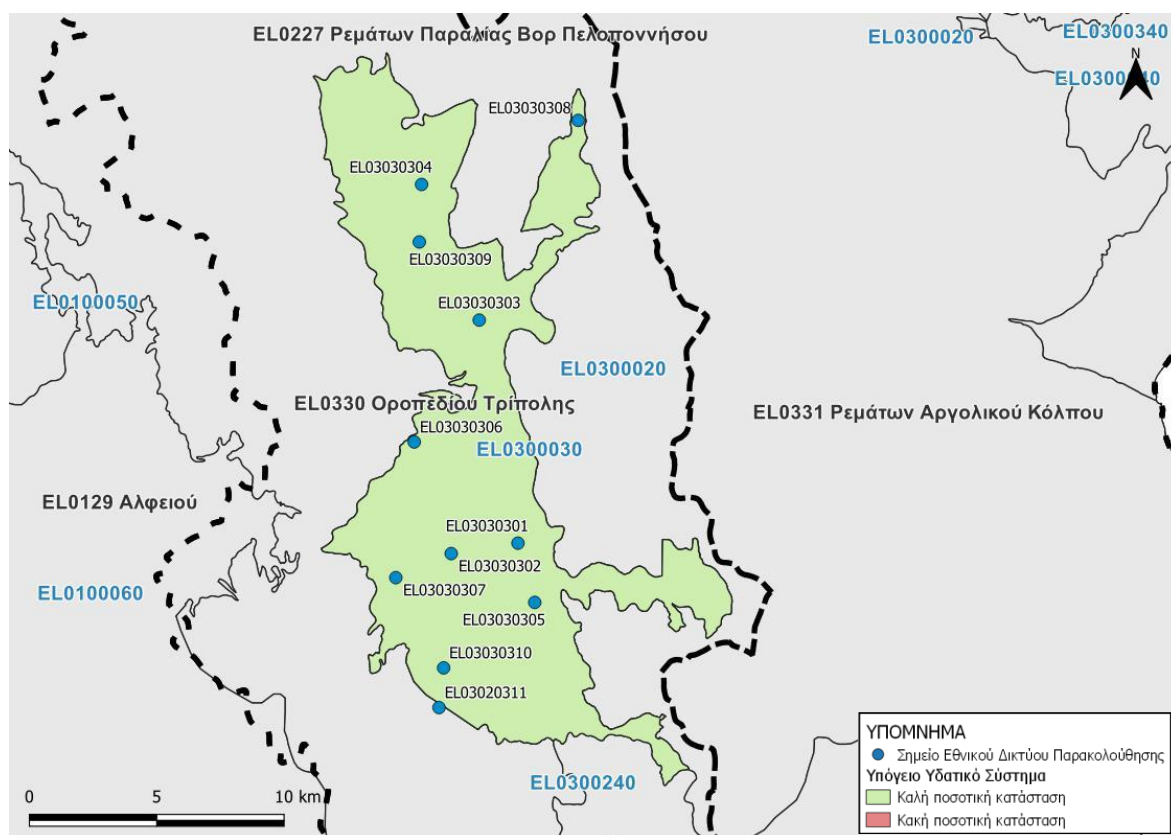 EL0227 Ρεμάτων Παραλίας Βορ Πελοποννήσου
EL0300020
EL0300340
EL03000240
N
EL03030308
EL03030304
EL03030309
EL0100050
EL03030303
EL0300020
EL0330 Οροπεδίου Τρίπολης
EL0331 Ρεμάτων Αργολικού Κόλπου
EL03030306
EL0300030
EL0129 Αλφειού
EL03030301
EL03030302
EL0100060
EL03030307
EL03030305
EL03030310
EL03020311
EL0300240
0 5 10 km
ΥΠΟΜΝΗΜΑ
Σημείο Εθνικού Δικτύου Παρακολούθησης
Υπόγειο Υδατικό Σύστημα
Καλή ποσοτική κατάσταση
Κακή ποσοτική κατάσταση